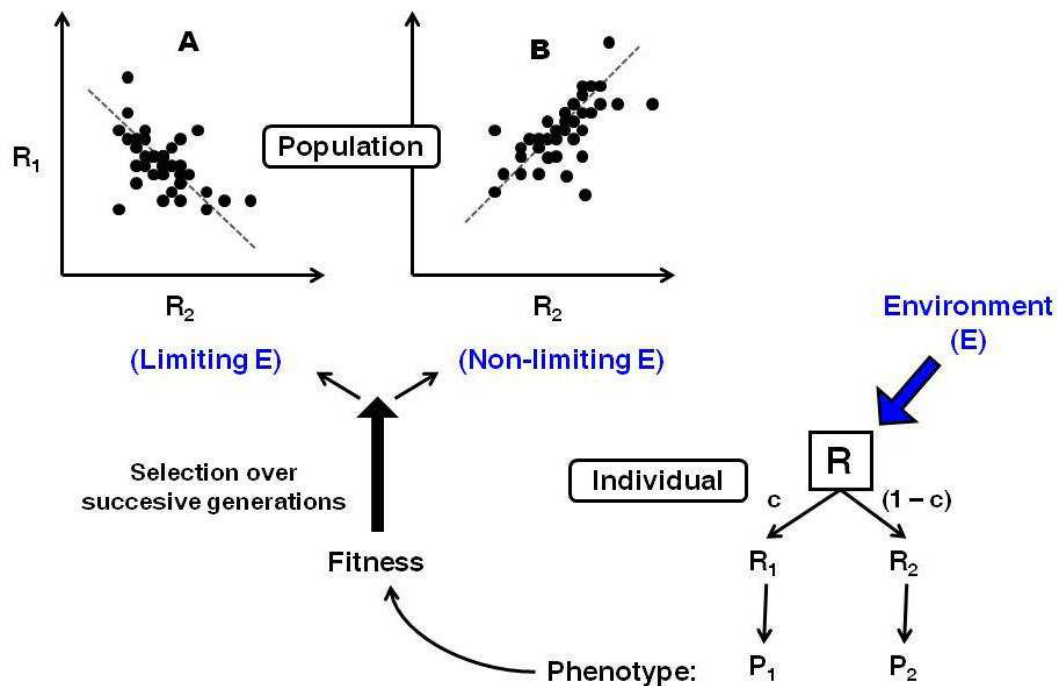 A
B
R1
Population
R2
R2
(Limiting E)
(Non-limiting E)
Environment
(E)
Selection over
succesive generations
Individual
R
c
(1 – c)
Fitness
R1
R2
Phenotype:
P1
P2